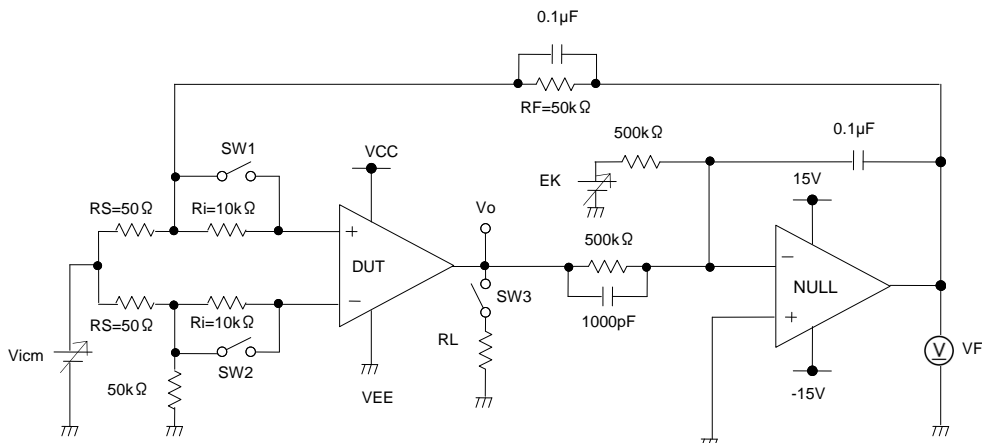 0.1µF
RF=50kΩ
500kΩ
0.1µF
SW1
VCC
EK
15V
RS=50Ω
Ri=10kΩ
Vo
500kΩ
+
DUT
−
−
NULL
+
RS=50Ω
Ri=10kΩ
SW3
1000pF
Vicm
SW2
RL
V
VF
50kΩ
VEE
-15V